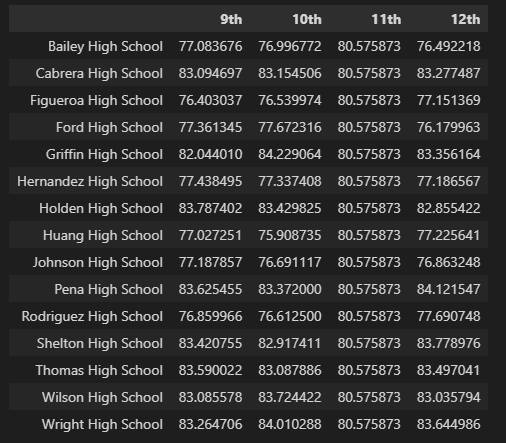 9th 10th 11th 12th
Bailey High School 77.083676 76.996772 80.575873 76.492218
Cabrera High School 83.094697 83.154506 80.575873 83.277487
Figueroa High School 76.403037 76.539974 80.575873 77.151369
Ford High School 77.361345 77.672316 80.575873 76.179963
Griffin High School 82.044010 84.229064 80.575873 83.356164
Hernandez High School 77.438495 77.337408 80.575873 77.186567
Holden High School 83.787402 83.429825 80.575873 82.855422
Huang High School 77.027251 75.908735 80.575873 77.225641
Johnson High School 77.187857 76.691117 80.575873 76.863248
Pena High School 83.625455 83.372000 80.575873 84.121547
Rodriguez High School 76.859966 76.612500 80.575873 77.690748
Shelton High School 83.420755 82.917411 80.575873 83.778976
Thomas High School 83.590022 83.087886 80.575873 83.497041
Wilson High School 83.085578 83.724422 80.575873 83.035794
Wright High School 83.264706 84.010288 80.575873 83.644986